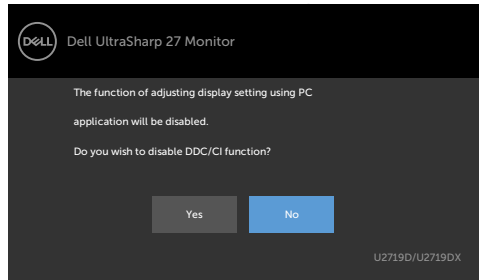 DELL Dell UltraSharp 27 Monitor
The function of adjusting display setting using PC
application will be disabled.
Do you wish to disable DDC/CI function?
Yes No
U2719D/U2719DX